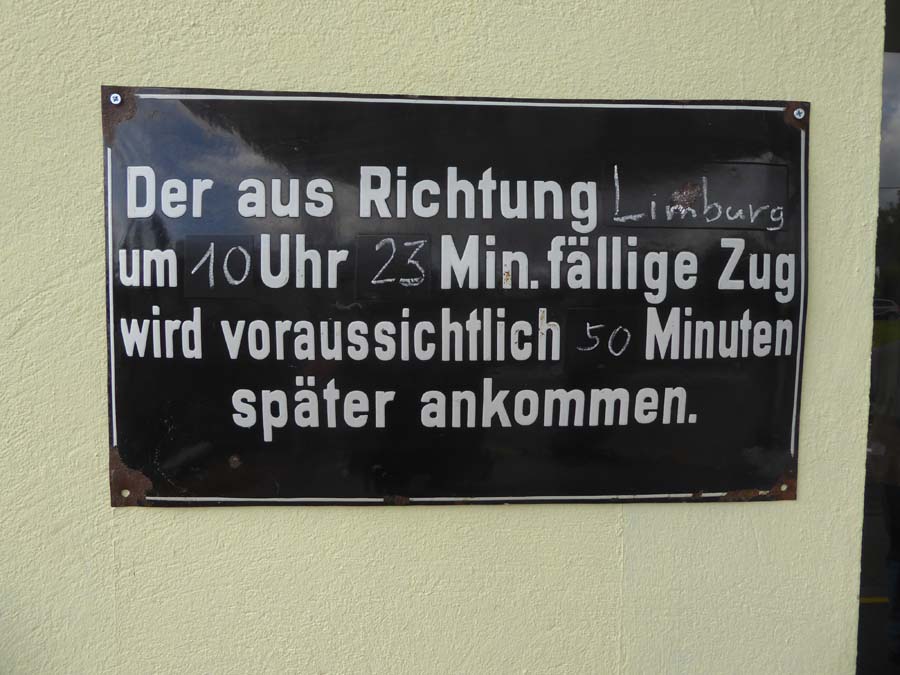 Der aus Richtung Limburg
um 10 Uhr 23 Min. fällige Zug
wird voraussichtlich 50 Minuten
später ankommen.